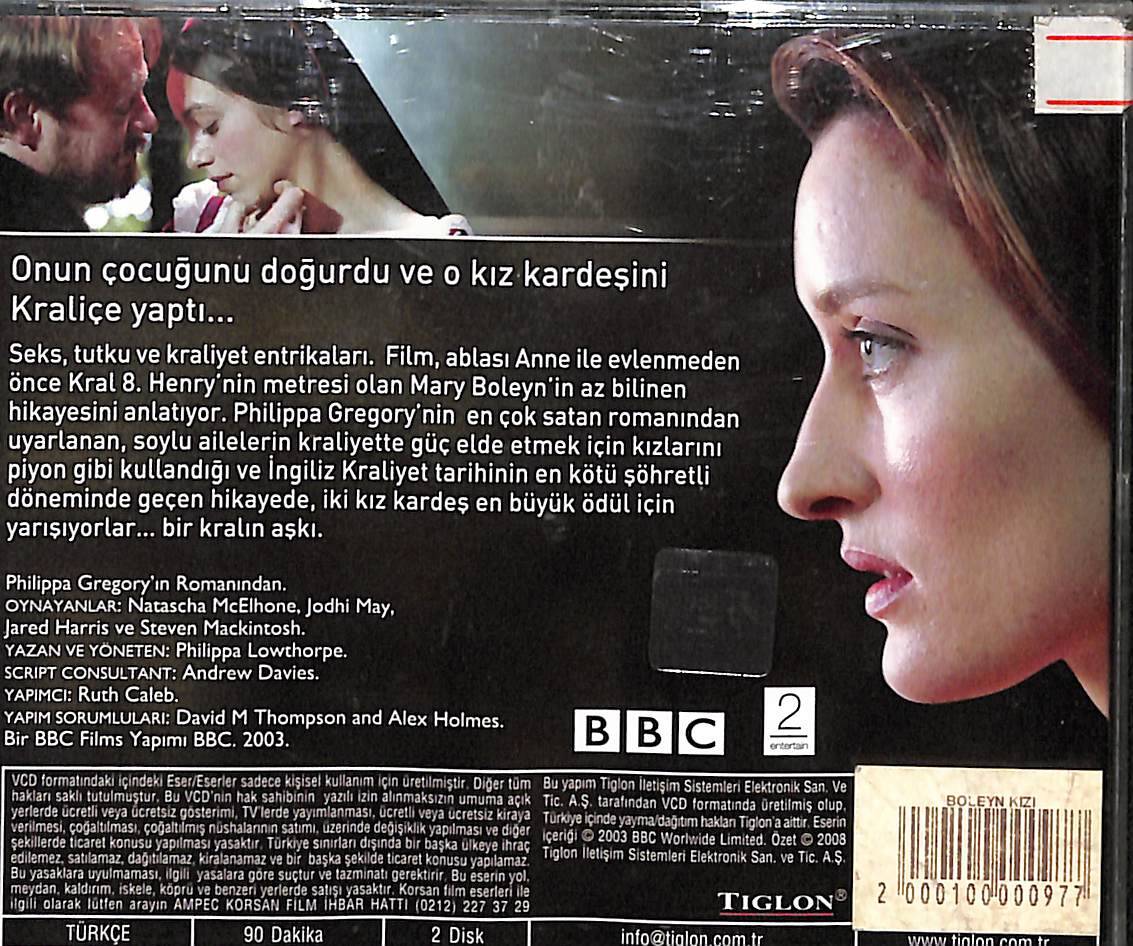 Onun çocuğunu doğurdu ve o kız kardeşini
Kraliçe yaptı...
Seks, tutku ve kraliyet entrikaları. Film, ablası Anne ile evlenmeden
önce Kral 8. Henry'nin metresi olan Mary Boleyn'in az bilinen
hikayesini anlatıyor. Philippa Gregory'nin en çok satan romanından
uyarlanan, soylu ailelerin kraliyette güç elde etmek için kızlarını
piyon gibi kullandığı ve İngiliz Kraliyet tarihinin en kötü şöhretli
döneminde geçen hikayede, iki kız kardeş en büyük ödül için
yarışıyorlar... bir kralın aşkı.
Philippa Gregory'ın Romanından.
OYNAYANLAR: Natascha McElhone, Jodhi May,
Jared Harris ve Steven Mackintosh.
YAZAN VE YÖNETEN: Philippa Lowthorpe.
SCRIPT CONSULTANT: Andrew Davies.
YAPIMCI: Ruth Caleb.
YAPIM SORUMLULARI: David M Thompson and Alex Holmes.
Bir BBC Films Yapımı BBC. 2003.
BBC
2
entertain
VCD formatındaki içindeki Eser/Eserler sadece kişisel kullanım için üretilmiştir. Diğer tüm
hakları saklı tutulmuştur. Bu VCD'nin hak sahibinin yazılı izin alınmaksızın umuma açık
yerlerde ücretli veya ücretsiz gösterimi, TV'lerde yayımlanması, ücretli veya ücretsiz kiraya
verilmesi, çoğaltılması, çoğaltılmış nüshalarının satımı, üzerinde değişiklik yapılması ve diğer
şekillerde ticaret konusu yapılması yasaktır. Türkiye sınırları dışında bir başka ülkeye ihraç
edilemez, satılamaz, dağıtılamaz, kiralanamaz ve bir başka şekilde ticaret konusu yapılamaz.
Bu yasaklara uyulmaması, ilgili yasalara göre suçtur ve tazminatı gerektirir. Bu eserin yol,
meydan, kaldırım, iskele, köprü ve benzeri yerlerde satışı yasaktır. Korsan film eserleri ile
ilgili olarak lütfen arayın AMPEC KORSAN FİLM İHBAR HATTI (0212) 227 37 29
Bu yapım Tiglon İletişim Sistemleri Elektronik San. Ve
Tic. A.Ş. tarafından VCD formatında üretilmiş olup,
Türkiye içinde yayma/dağıtım hakları Tiglon'a aittir. Eserin
içeriği © 2003 BBC Worlwide Limited. Özet © 2008
Tiglon İletişim Sistemleri Elektronik San. ve Tic. A.Ş.
TIGLON®
BOLEYN KIZI
2 000100 000977
TÜRKÇE
90 Dakika
2 Disk
info@tiglon.com.tr
www.tiglon.com.tr